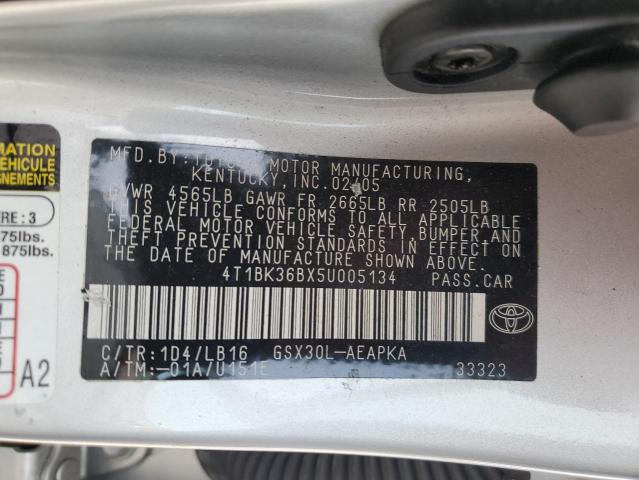 MFD.BY: TOYOTA MOTOR MANUFACTURING,
KENTUCKY, INC. 02/05
GVWR 4565LB GAWR FR 2665LB RR 2505LB
THIS VEHICLE CONFORMS TO ALL APPLICABLE
FEDERAL MOTOR VEHICLE SAFETY, BUMPER AND
THEFT PREVENTION STANDARDS IN EFFECT ON
THE DATE OF MANUFACTURE SHOWN ABOVE.
4T1BK36BX5U005134 PASS.CAR
C/TR: 1D4/LB16 GSX30L-AEAPKA
A/TM:-01A/U151E 33323
MATION
VEHICULE
GNEMENTS
RE: 3
75lbs.
875lbs.
A2